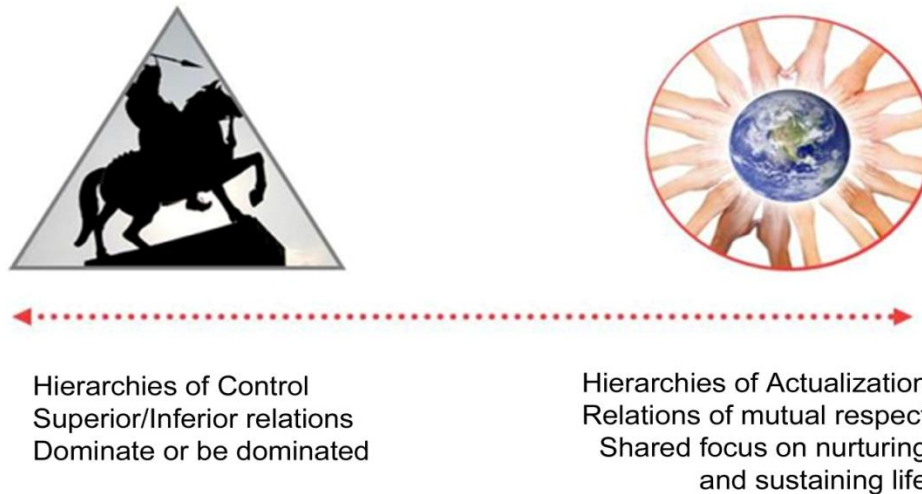 Hierarchies of Control
Superior/Inferior relations
Dominate or be dominated
Hierarchies of Actualization
Relations of mutual respect
Shared focus on nurturing
and sustaining life